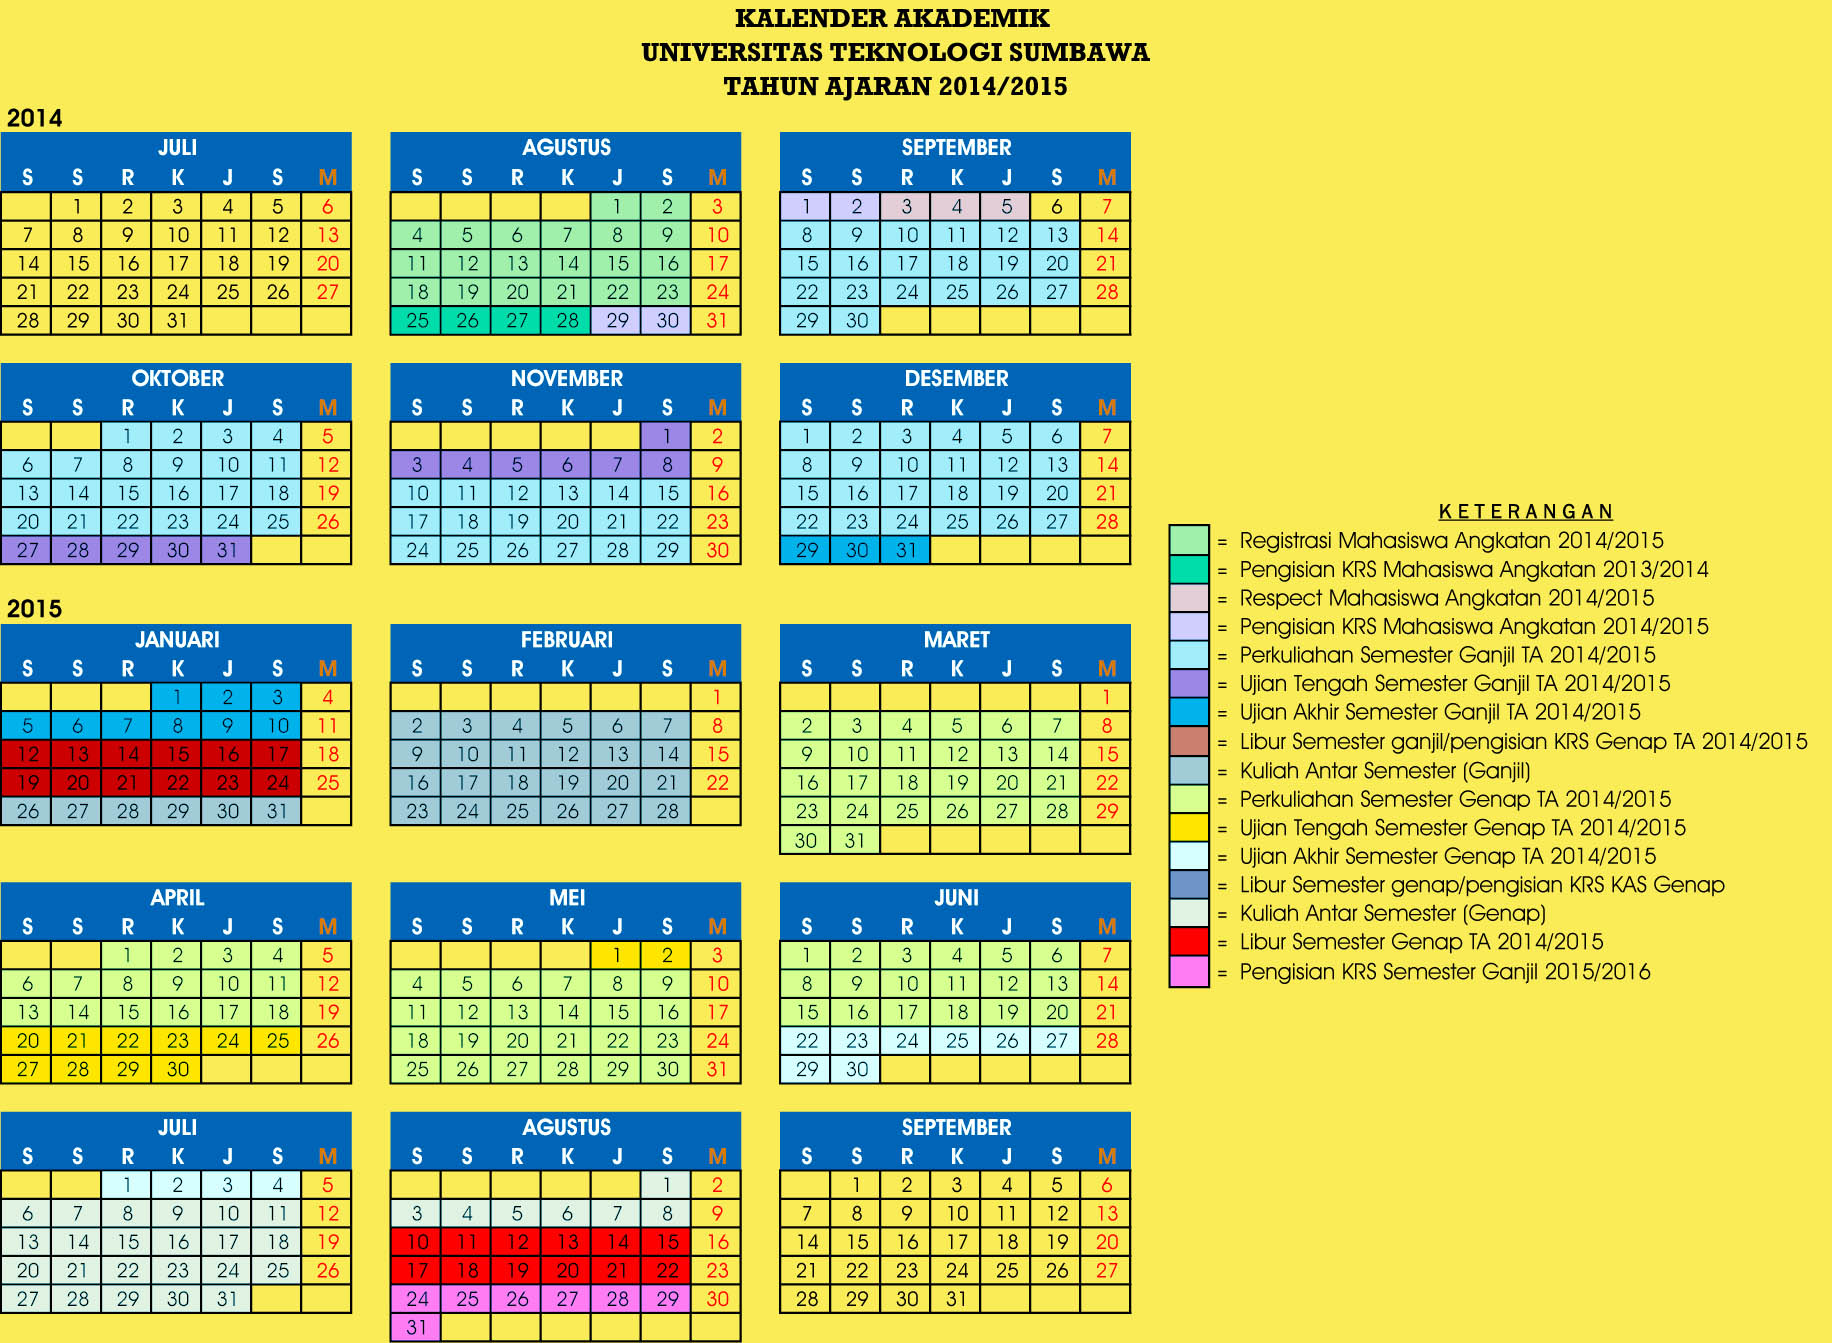 KALENDER AKADEMIK
UNIVERSITAS TEKNOLOGI SUMBAWA
TAHUN AJARAN 2014/2015
2014
JULI
S S R K J S M
1 2 3 4 5 6
7 8 9 10 11 12 13
14 15 16 17 18 19 20
21 22 23 24 25 26 27
28 29 30 31
AGUSTUS
S S R K J S M
1 2 3
4 5 6 7 8 9 10
11 12 13 14 15 16 17
18 19 20 21 22 23 24
25 26 27 28 29 30 31
SEPTEMBER
S S R K J S M
1 2 3 4 5 6 7
8 9 10 11 12 13 14
15 16 17 18 19 20 21
22 23 24 25 26 27 28
29 30
OKTOBER
S S R K J S M
1 2 3 4 5
6 7 8 9 10 11 12
13 14 15 16 17 18 19
20 21 22 23 24 25 26
27 28 29 30 31
NOVEMBER
S S R K J S M
1 2
3 4 5 6 7 8 9
10 11 12 13 14 15 16
17 18 19 20 21 22 23
24 25 26 27 28 29 30
DESEMBER
S S R K J S M
1 2 3 4 5 6 7
8 9 10 11 12 13 14
15 16 17 18 19 20 21
22 23 24 25 26 27 28
29 30 31
2015
JANUARI
S S R K J S M
1 2 3 4
5 6 7 8 9 10 11
12 13 14 15 16 17 18
19 20 21 22 23 24 25
26 27 28 29 30 31
FEBRUARI
S S R K J S M
1
2 3 4 5 6 7 8
9 10 11 12 13 14 15
16 17 18 19 20 21 22
23 24 25 26 27 28
MARET
S S R K J S M
1
2 3 4 5 6 7 8
9 10 11 12 13 14 15
16 17 18 19 20 21 22
23 24 25 26 27 28 29
30 31
APRIL
S S R K J S M
1 2 3 4 5
6 7 8 9 10 11 12
13 14 15 16 17 18 19
20 21 22 23 24 25 26
27 28 29 30
MEI
S S R K J S M
1 2 3
4 5 6 7 8 9 10
11 12 13 14 15 16 17
18 19 20 21 22 23 24
25 26 27 28 29 30 31
JUNI
S S R K J S M
1 2 3 4 5 6 7
8 9 10 11 12 13 14
15 16 17 18 19 20 21
22 23 24 25 26 27 28
29 30
JULI
S S R K J S M
1 2 3 4 5
6 7 8 9 10 11 12
13 14 15 16 17 18 19
20 21 22 23 24 25 26
27 28 29 30 31
AGUSTUS
S S R K J S M
1 2
3 4 5 6 7 8 9
10 11 12 13 14 15 16
17 18 19 20 21 22 23
24 25 26 27 28 29 30
31
SEPTEMBER
S S R K J S M
1 2 3 4 5 6
7 8 9 10 11 12 13
14 15 16 17 18 19 20
21 22 23 24 25 26 27
28 29 30 31
KETERANGAN
= Registrasi Mahasiswa Angkatan 2014/2015
= Pengisian KRS Mahasiswa Angkatan 2013/2014
= Respect Mahasiswa Angkatan 2014/2015
= Pengisian KRS Mahasiswa Angkatan 2014/2015
= Perkuliahan Semester Ganjil TA 2014/2015
= Ujian Tengah Semester Ganjil TA 2014/2015
= Ujian Akhir Semester Ganjil TA 2014/2015
= Libur Semester ganjil/pengisian KRS Genap TA 2014/2015
= Kuliah Antar Semester (Ganjil)
= Perkuliahan Semester Genap TA 2014/2015
= Ujian Tengah Semester Genap TA 2014/2015
= Ujian Akhir Semester Genap TA 2014/2015
= Libur Semester genap/pengisian KRS KAS Genap
= Kuliah Antar Semester (Genap)
= Libur Semester Genap TA 2014/2015
= Pengisian KRS Semester Ganjil 2015/2016